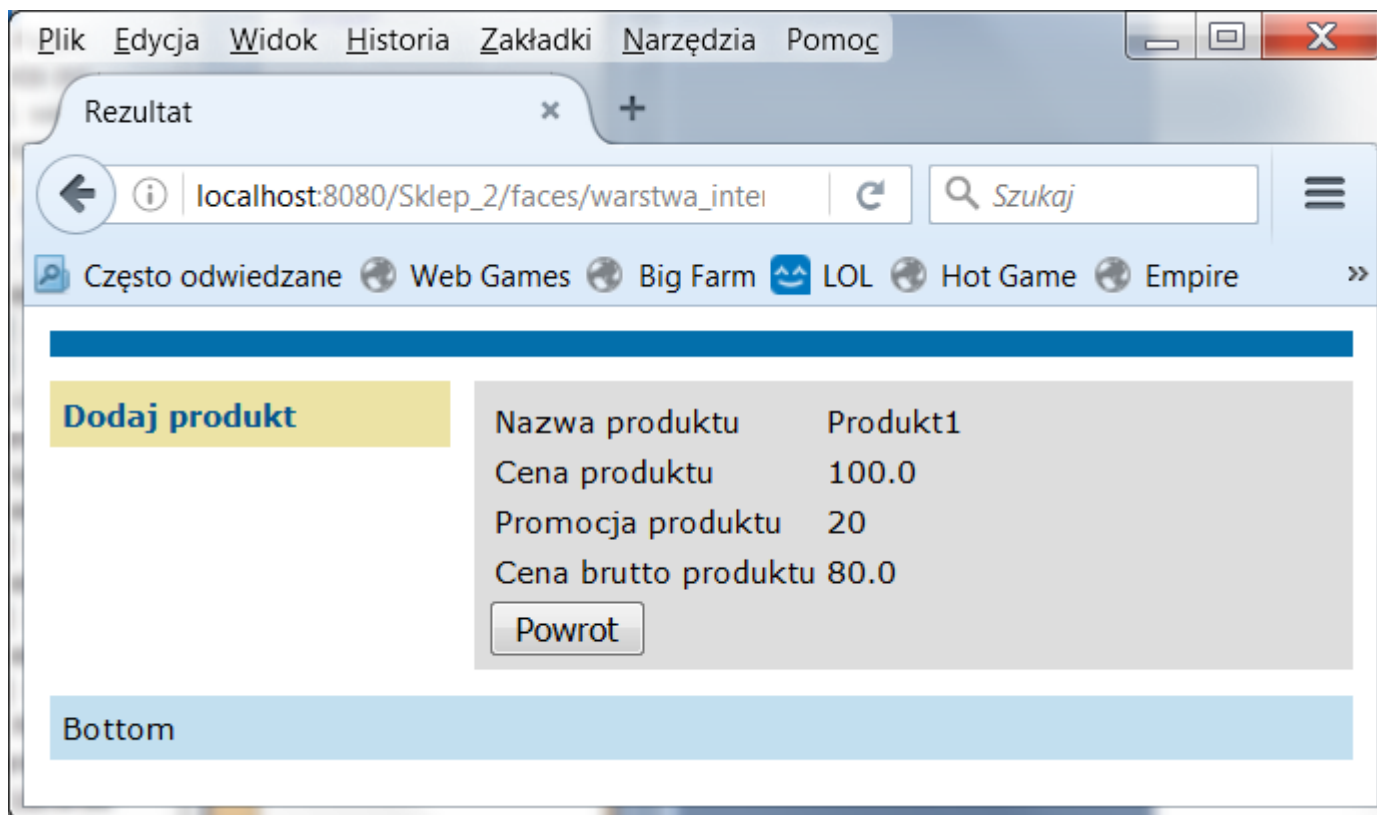 Plik Edycja Widok Historia Zakładki Narzędzia Pomoc
Rezultat
localhost:8080/Sklep_2/faces/warstwa_inter
Szukaj
Często odwiedzane Web Games Big Farm LOL Hot Game Empire
Dodaj produkt
Nazwa produktu Produkt1
Cena produktu 100.0
Promocja produktu 20
Cena brutto produktu 80.0
Powrot
Bottom